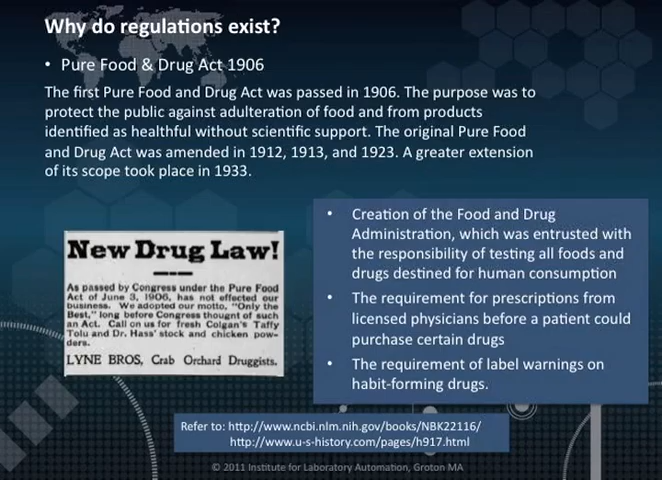 Why do regulations exist?
• Pure Food & Drug Act 1906
The first Pure Food and Drug Act was passed in 1906. The purpose was to
protect the public against adulteration of food and from products
identified as healthful without scientific support. The original Pure Food
and Drug Act was amended in 1912, 1913, and 1923. A greater extension
of its scope took place in 1933.
New Drug Law!
As passed by Congress under the Pure Food
Act of June 3, 1906, has not effected our
business. We adopted our motto, "Only the
Best," long before Congress thought of such
an Act. Call on us for fresh Colgan's Taffy
Tolu and Dr. Hass' stock and chicken pow-
ders.
LYNE BROS, Crab Orchard Druggists.
• Creation of the Food and Drug
Administration, which was entrusted with
the responsibility of testing all foods and
drugs destined for human consumption
• The requirement for prescriptions from
licensed physicians before a patient could
purchase certain drugs
• The requirement of label warnings on
habit-forming drugs.
Refer to: http://www.ncbi.nlm.nih.gov/books/NBK22116/
http://www.u-s-history.com/pages/h917.html
© 2011 Institute for Laboratory Automation, Groton MA